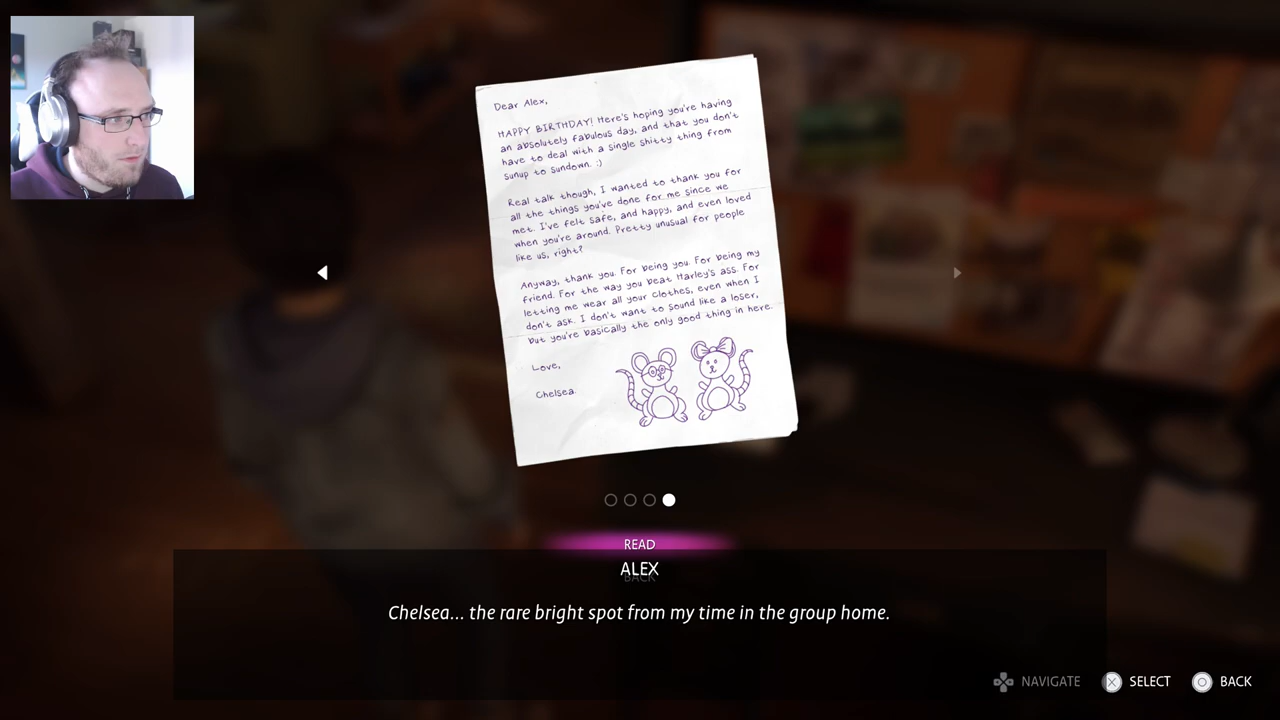 Dear Alex,
HAPPY BIRTHDAY! Here's hoping you're having
an absolutely fabulous day, and that you don't
have to deal with a single shitty thing from
sunup to sundown. :)
Real talk though, I wanted to thank you for
all the things you've done for me since we
met. I've felt safe, and happy, and even loved
when you're around. Pretty unusual for people
like us, right?
Anyway, thank you. For being you. For being my
friend. For the way you beat Harley's ass. For
letting me wear all your clothes, even when I
don't ask. I don't want to sound like a loser,
but you're basically the only good thing in here.
Love,
Chelsea.
READ
ALEX
BACK
Chelsea... the rare bright spot from my time in the group home.
NAVIGATE
SELECT
BACK